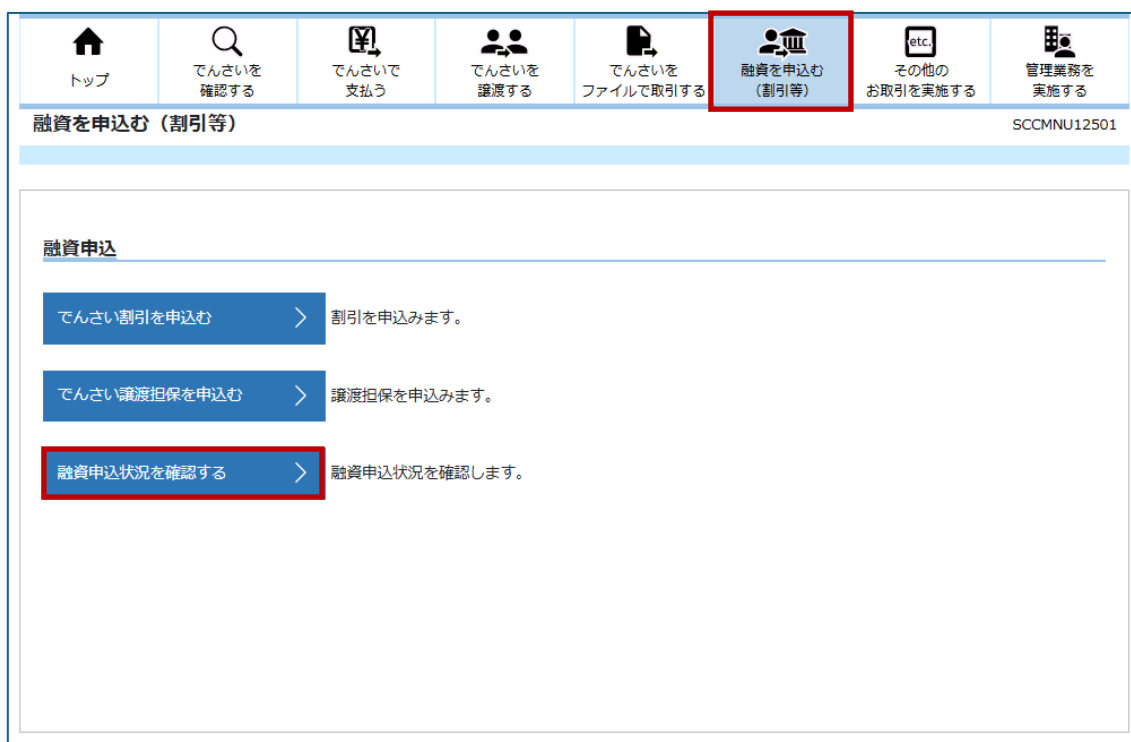 トップ
でんさいを
確認する
でんさいで
支払う
でんさいを
譲渡する
でんさいを
ファイルで取引する
融資を申込む
(割引等)
etc.
その他の
お取引を実施する
管理業務を
実施する
融資を申込む（割引等）
SCCMNU12501
融資申込
でんさい割引を申込む
割引を申込みます。
でんさい譲渡担保を申込む
譲渡担保を申込みます。
融資申込状況を確認する
融資申込状況を確認します。